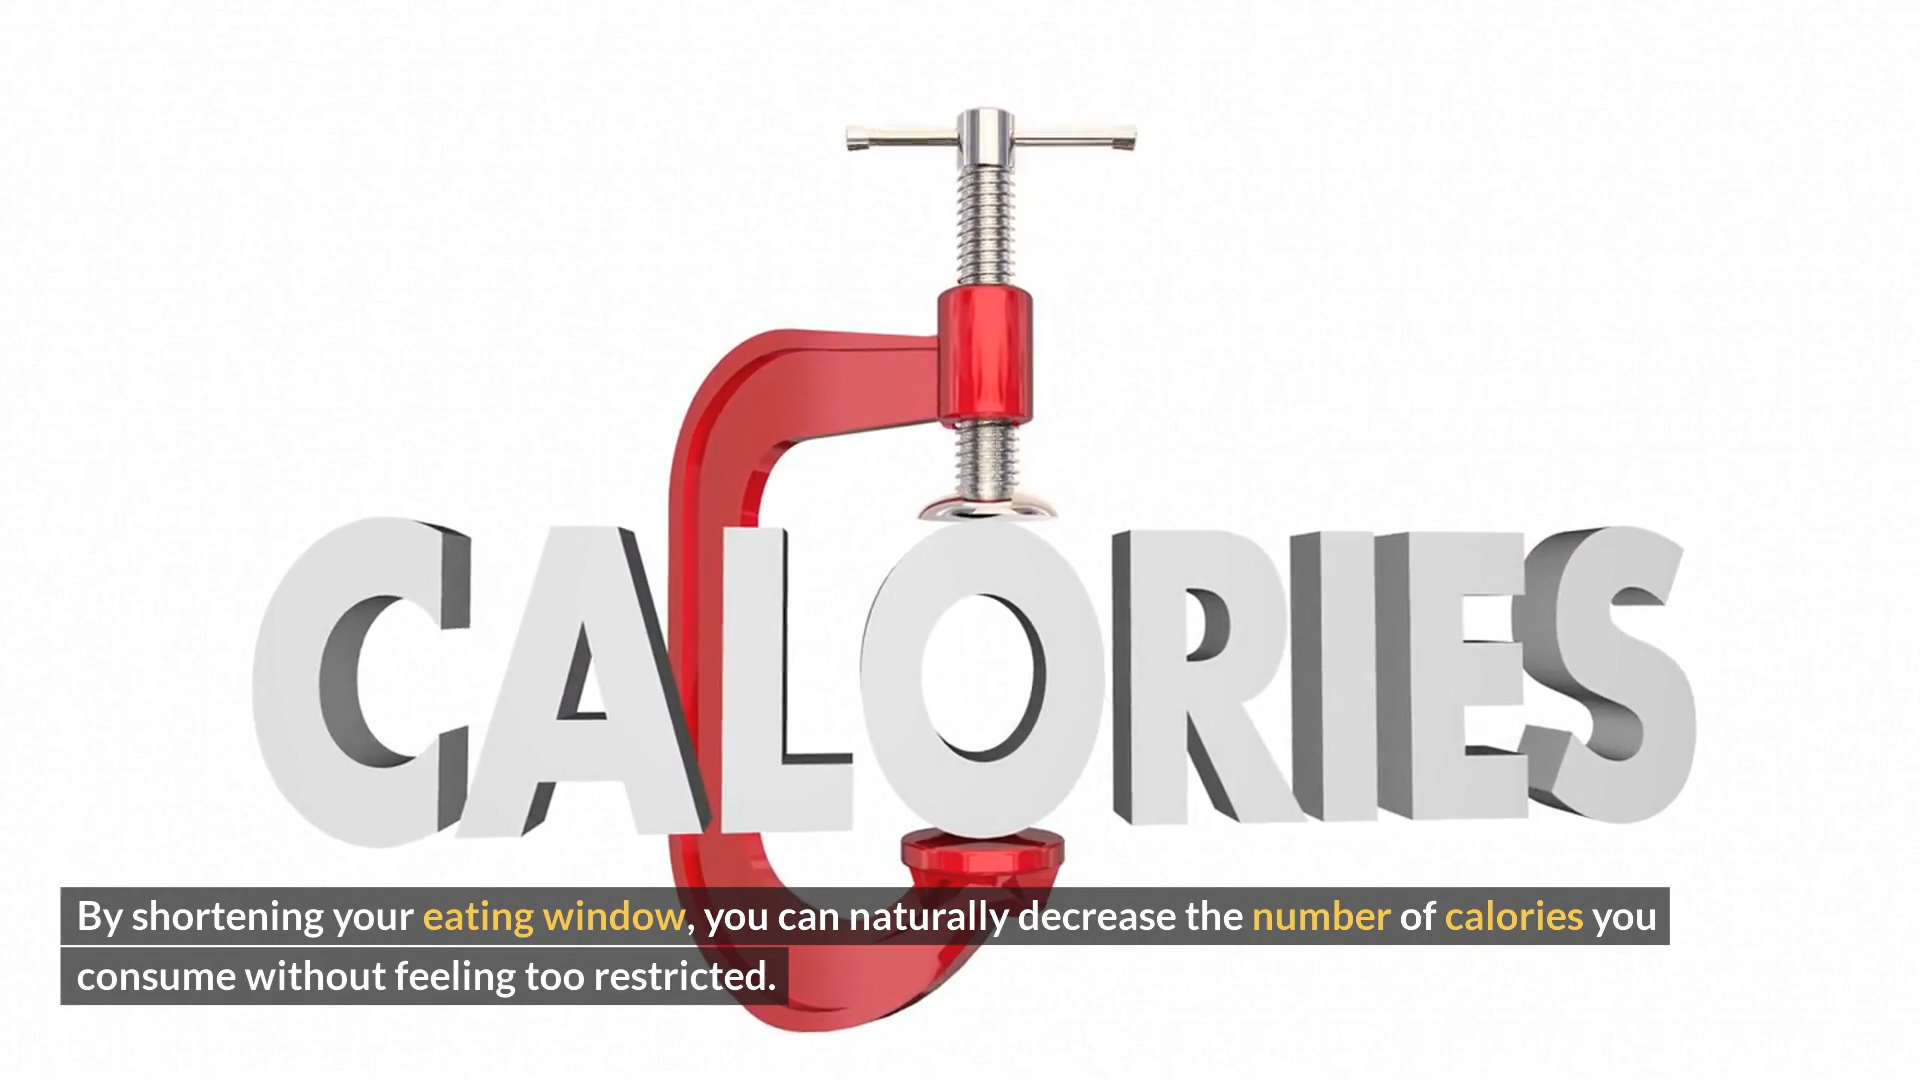 CALORIES
By shortening your eating window, you can naturally decrease the number of calories you
consume without feeling too restricted.